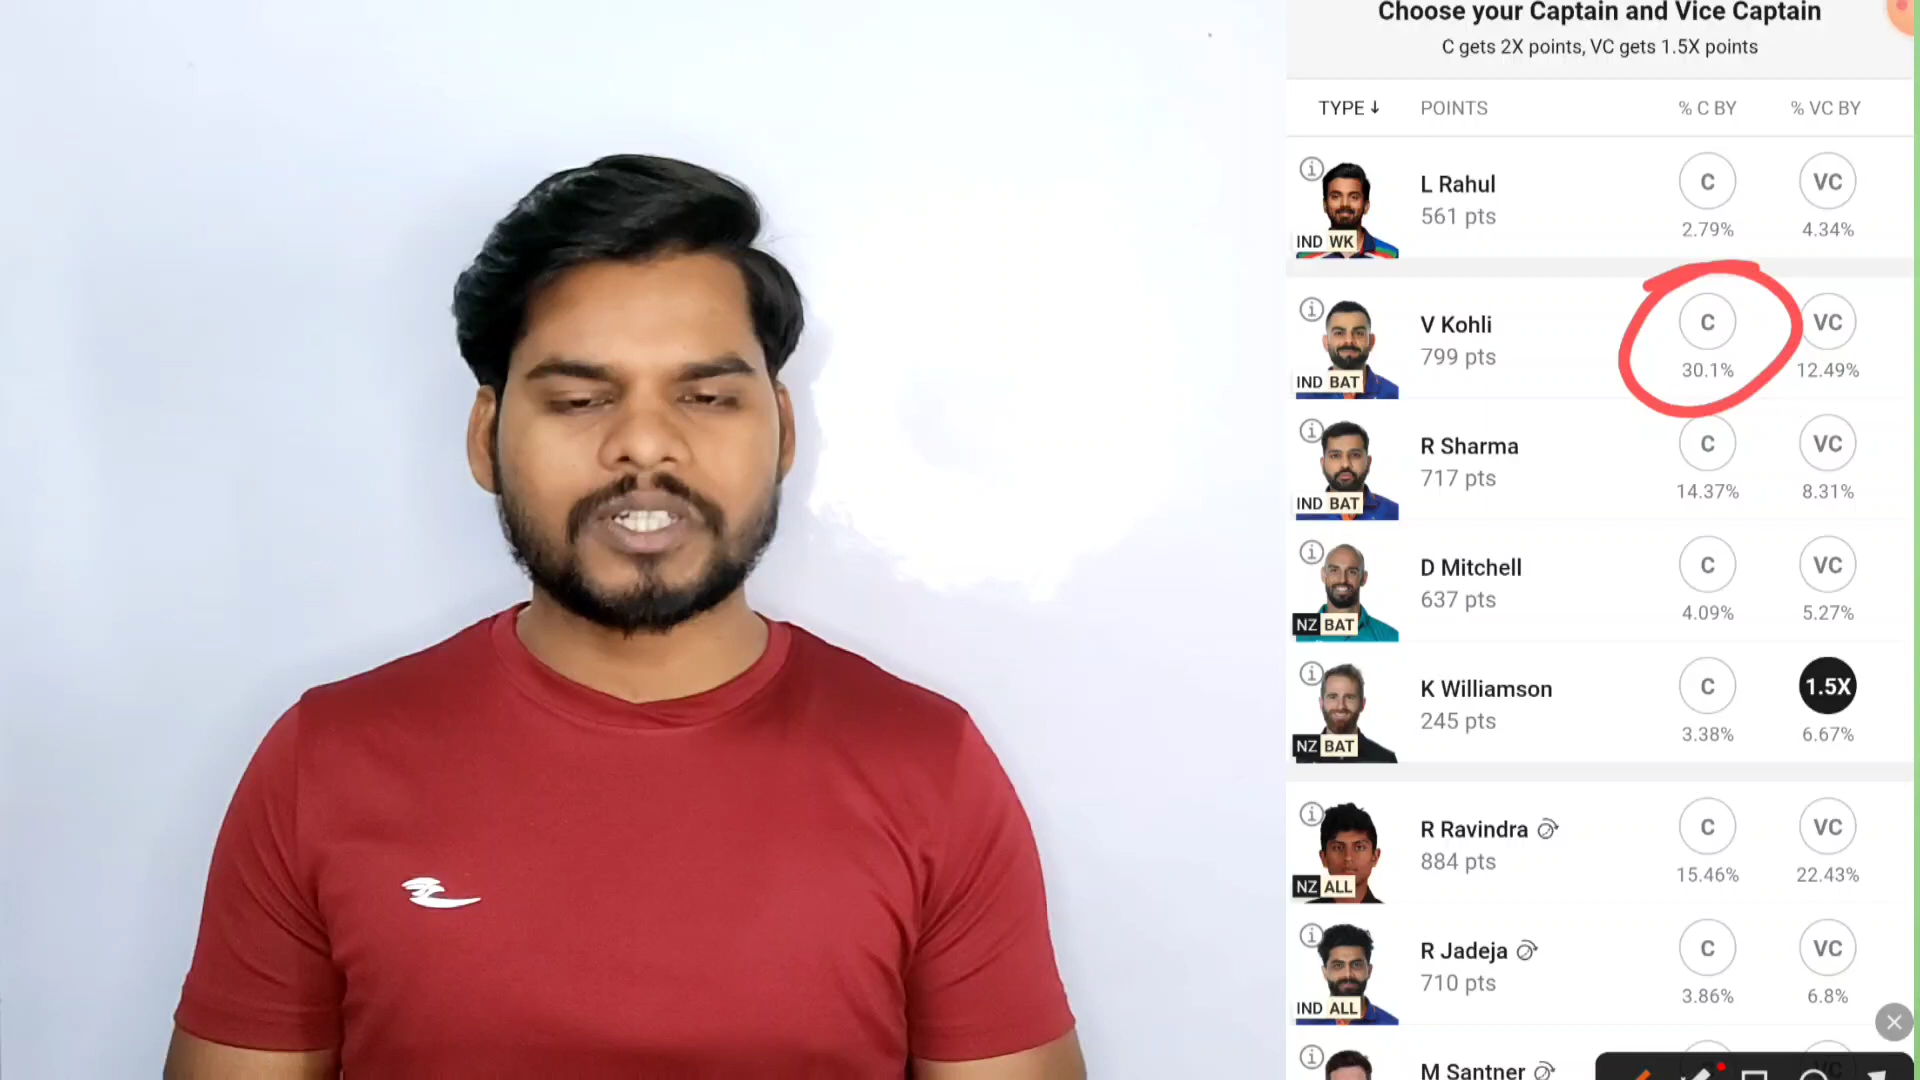 Choose your Captain and Vice Captain
C gets 2X points, VC gets 1.5X points
TYPE ↓ POINTS % C BY % VC BY
L Rahul
561 pts
IND WK
C VC
2.79% 4.34%
V Kohli
799 pts
IND BAT
C VC
30.1% 12.49%
R Sharma
717 pts
IND BAT
C VC
14.37% 8.31%
D Mitchell
637 pts
NZ BAT
C VC
4.09% 5.27%
K Williamson
245 pts
NZ BAT
C 1.5X
3.38% 6.67%
R Ravindra
884 pts
NZ ALL
C VC
15.46% 22.43%
R Jadeja
710 pts
IND ALL
C VC
3.86% 6.8%
M Santner